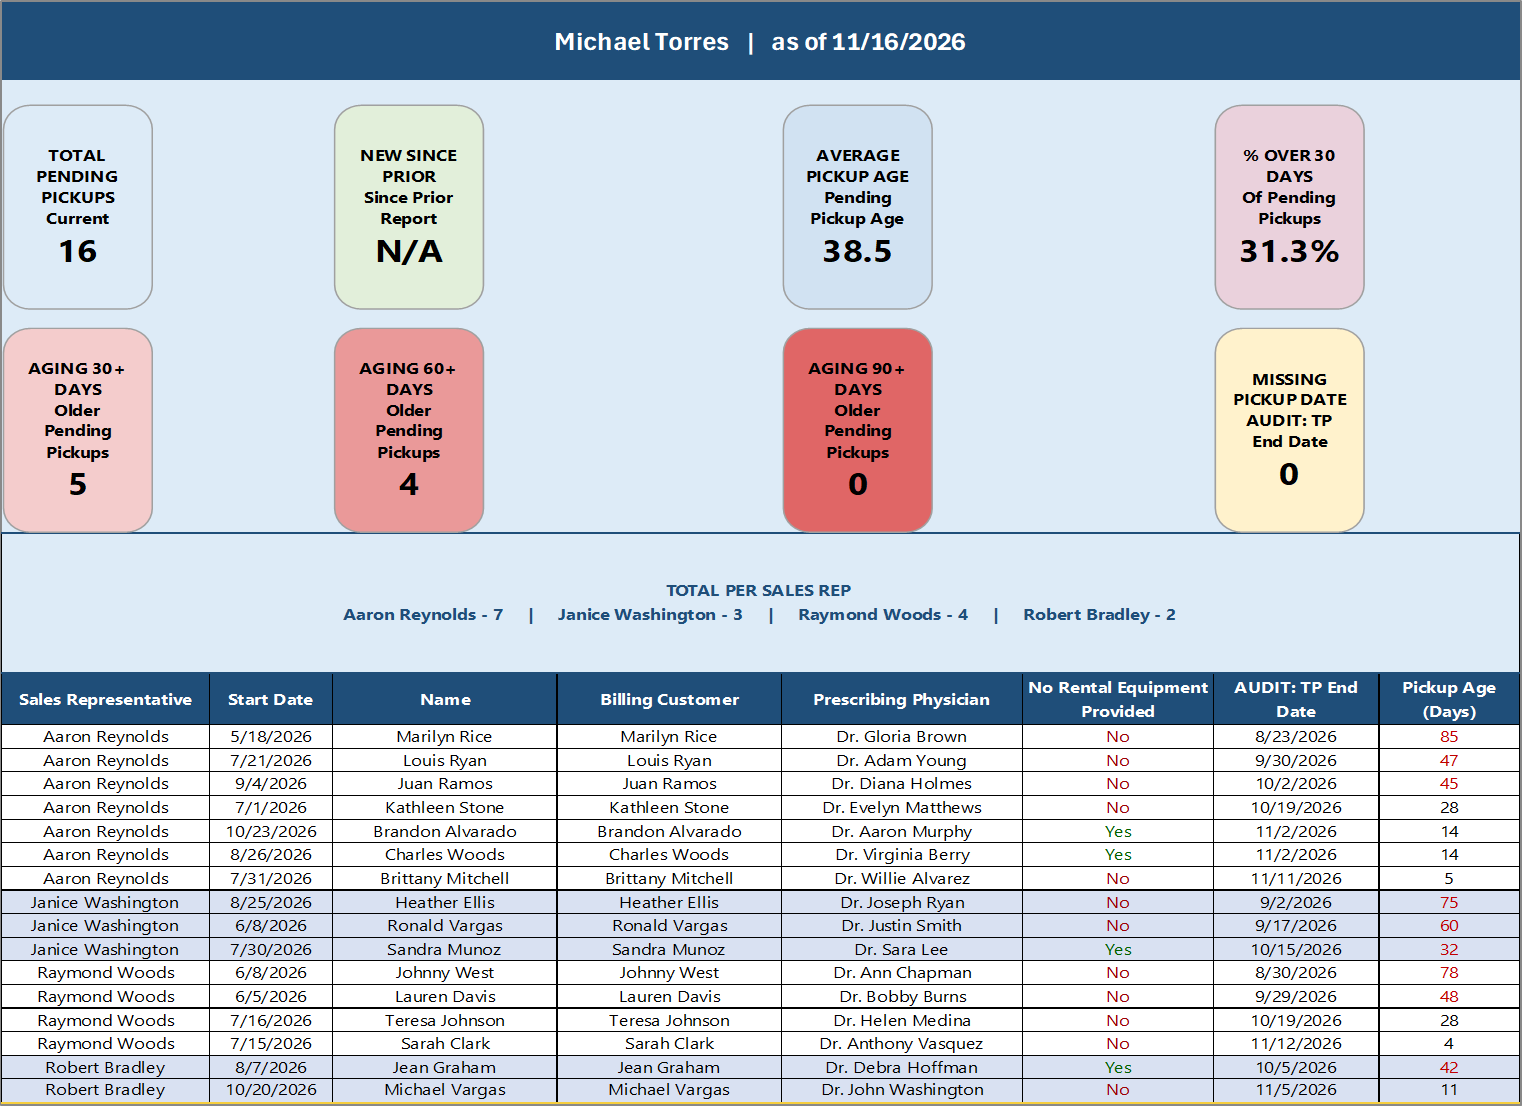 Michael Torres | as of 11/16/2026
TOTAL
PENDING
PICKUPS
Current
16
NEW SINCE
PRIOR
Since Prior
Report
N/A
AVERAGE
PICKUP AGE
Pending
Pickup Age
38.5
% OVER 30
DAYS
Of Pending
Pickups
31.3%
AGING 30+
DAYS
Older
Pending
Pickups
5
AGING 60+
DAYS
Older
Pending
Pickups
4
AGING 90+
DAYS
Older
Pending
Pickups
0
MISSING
PICKUP DATE
AUDIT: TP
End Date
0
TOTAL PER SALES REP
Aaron Reynolds - 7 | Janice Washington - 3 | Raymond Woods - 4 | Robert Bradley - 2
Sales Representative Start Date Name Billing Customer Prescribing Physician No Rental Equipment Provided AUDIT: TP End Date Pickup Age (Days)
Aaron Reynolds 5/18/2026 Marilyn Rice Marilyn Rice Dr. Gloria Brown No 8/23/2026 85
Aaron Reynolds 7/21/2026 Louis Ryan Louis Ryan Dr. Adam Young No 9/30/2026 47
Aaron Reynolds 9/4/2026 Juan Ramos Juan Ramos Dr. Diana Holmes No 10/2/2026 45
Aaron Reynolds 7/1/2026 Kathleen Stone Kathleen Stone Dr. Evelyn Matthews No 10/19/2026 28
Aaron Reynolds 10/23/2026 Brandon Alvarado Brandon Alvarado Dr. Aaron Murphy Yes 11/2/2026 14
Aaron Reynolds 8/26/2026 Charles Woods Charles Woods Dr. Virginia Berry Yes 11/2/2026 14
Aaron Reynolds 7/31/2026 Brittany Mitchell Brittany Mitchell Dr. Willie Alvarez No 11/11/2026 5
Janice Washington 8/25/2026 Heather Ellis Heather Ellis Dr. Joseph Ryan No 9/2/2026 75
Janice Washington 6/8/2026 Ronald Vargas Ronald Vargas Dr. Justin Smith No 9/17/2026 60
Janice Washington 7/30/2026 Sandra Munoz Sandra Munoz Dr. Sara Lee Yes 10/15/2026 32
Raymond Woods 6/8/2026 Johnny West Johnny West Dr. Ann Chapman No 8/30/2026 78
Raymond Woods 6/5/2026 Lauren Davis Lauren Davis Dr. Bobby Burns No 9/29/2026 48
Raymond Woods 7/16/2026 Teresa Johnson Teresa Johnson Dr. Helen Medina No 10/19/2026 28
Raymond Woods 7/15/2026 Sarah Clark Sarah Clark Dr. Anthony Vasquez No 11/12/2026 4
Robert Bradley 8/7/2026 Jean Graham Jean Graham Dr. Debra Hoffman Yes 10/5/2026 42
Robert Bradley 10/20/2026 Michael Vargas Michael Vargas Dr. John Washington No 11/5/2026 11